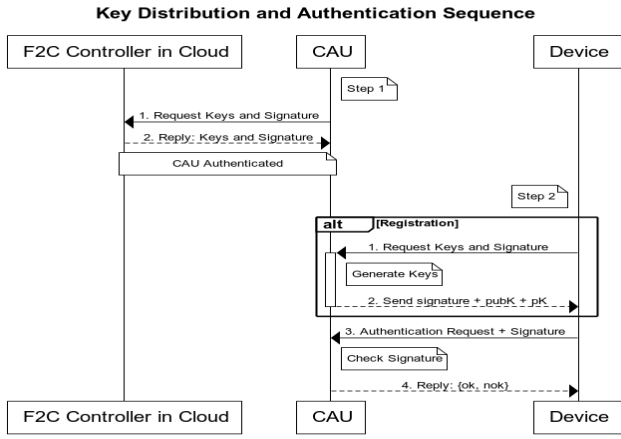 Key Distribution and Authentication Sequence
F2C Controller in Cloud CAU Device
Step 1
1. Request Keys and Signature
2. Reply: Keys and Signature
CAU Authenticated
Step 2
alt [Registration]
1. Request Keys and Signature
Generate Keys
2. Send signature + pubK + pK
3. Authentication Request + Signature
Check Signature
4. Reply: {ok, nok}
F2C Controller in Cloud CAU Device